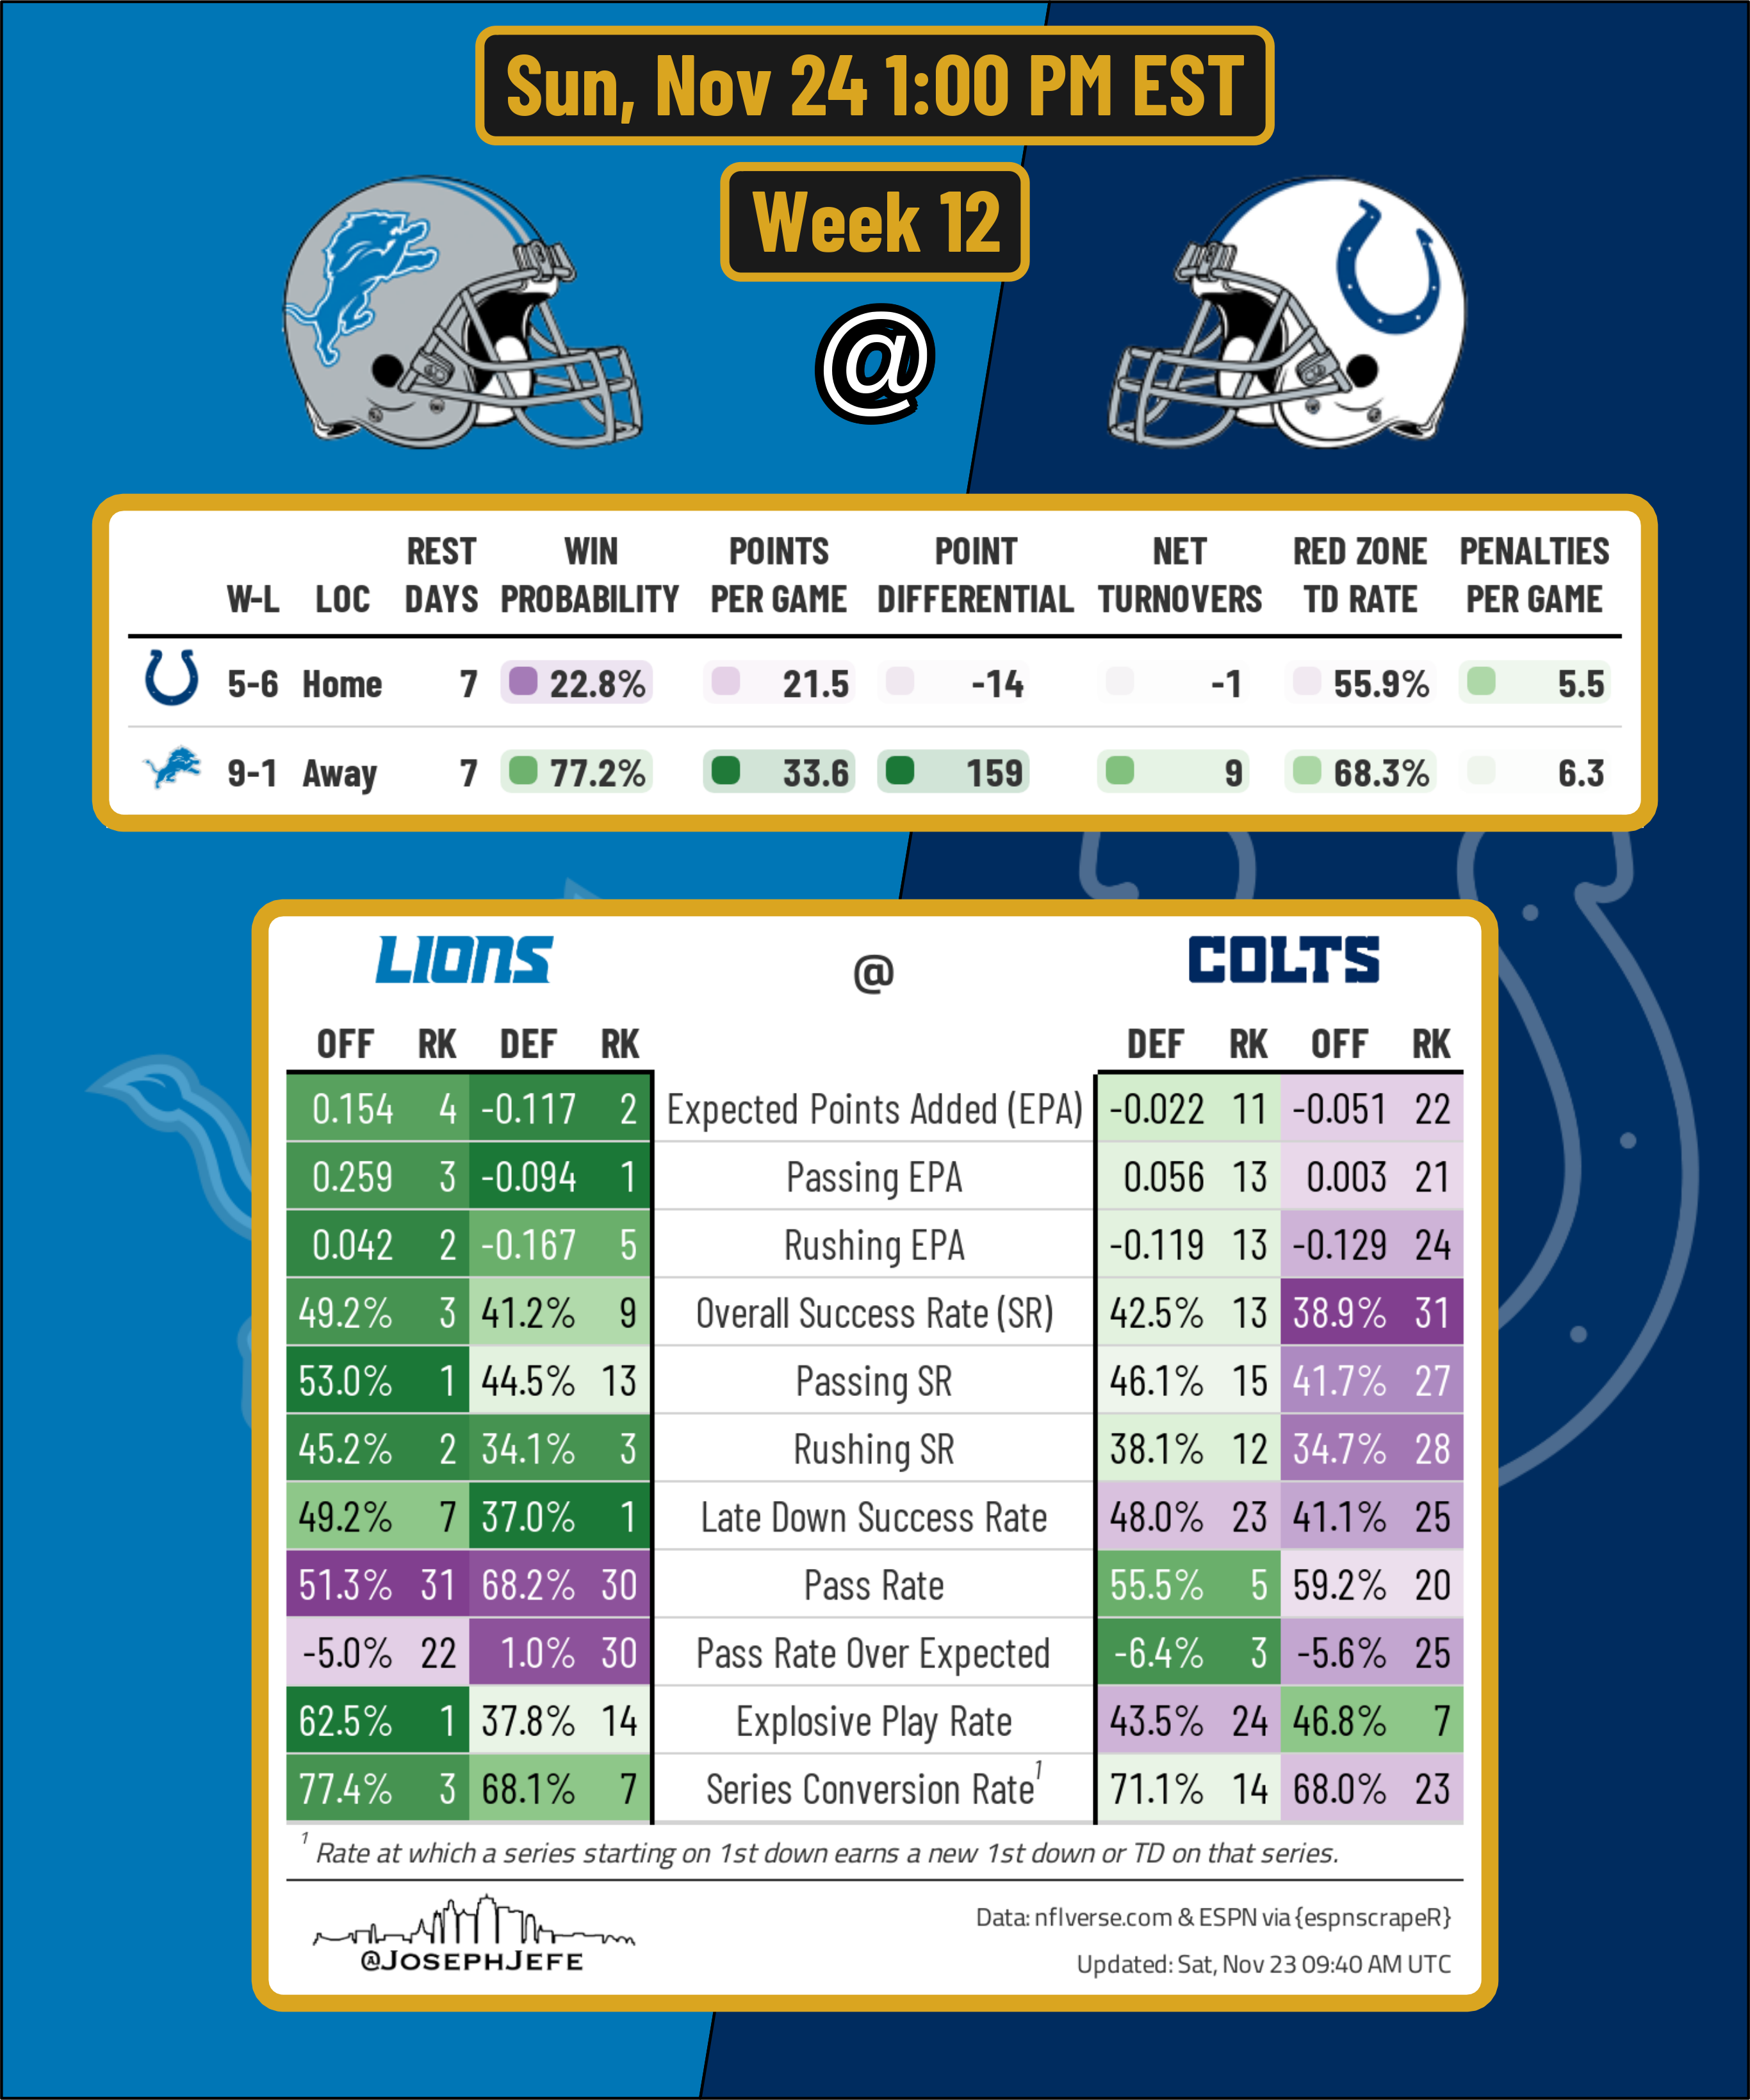 Sun, Nov 24 1:00 PM EST
Week 12
@
REST WIN POINTS POINT NET RED ZONE PENALTIES
W-L LOC DAYS PROBABILITY PER GAME DIFFERENTIAL TURNOVERS TD RATE PER GAME
5-6 Home 7 22.8% 21.5 -14 -1 55.9% 5.5
9-1 Away 7 77.2% 33.6 159 9 68.3% 6.3
LIONS @ COLTS
OFF RK DEF RK DEF RK OFF RK
0.154 4 -0.117 2 Expected Points Added (EPA) -0.022 11 -0.051 22
0.259 3 -0.094 1 Passing EPA 0.056 13 0.003 21
0.042 2 -0.167 5 Rushing EPA -0.119 13 -0.129 24
49.2% 3 41.2% 9 Overall Success Rate (SR) 42.5% 13 38.9% 31
53.0% 1 44.5% 13 Passing SR 46.1% 15 41.7% 27
45.2% 2 34.1% 3 Rushing SR 38.1% 12 34.7% 28
49.2% 7 37.0% 1 Late Down Success Rate 48.0% 23 41.1% 25
51.3% 31 68.2% 30 Pass Rate 55.5% 5 59.2% 20
-5.0% 22 1.0% 30 Pass Rate Over Expected -6.4% 3 -5.6% 25
62.5% 1 37.8% 14 Explosive Play Rate 43.5% 24 46.8% 7
77.4% 3 68.1% 7 Series Conversion Rate¹ 71.1% 14 68.0% 23
¹ Rate at which a series starting on 1st down earns a new 1st down or TD on that series.
@JOSEPHJEFE
Data: nflverse.com & ESPN via {espnscrapeR}
Updated: Sat, Nov 23 09:40 AM UTC